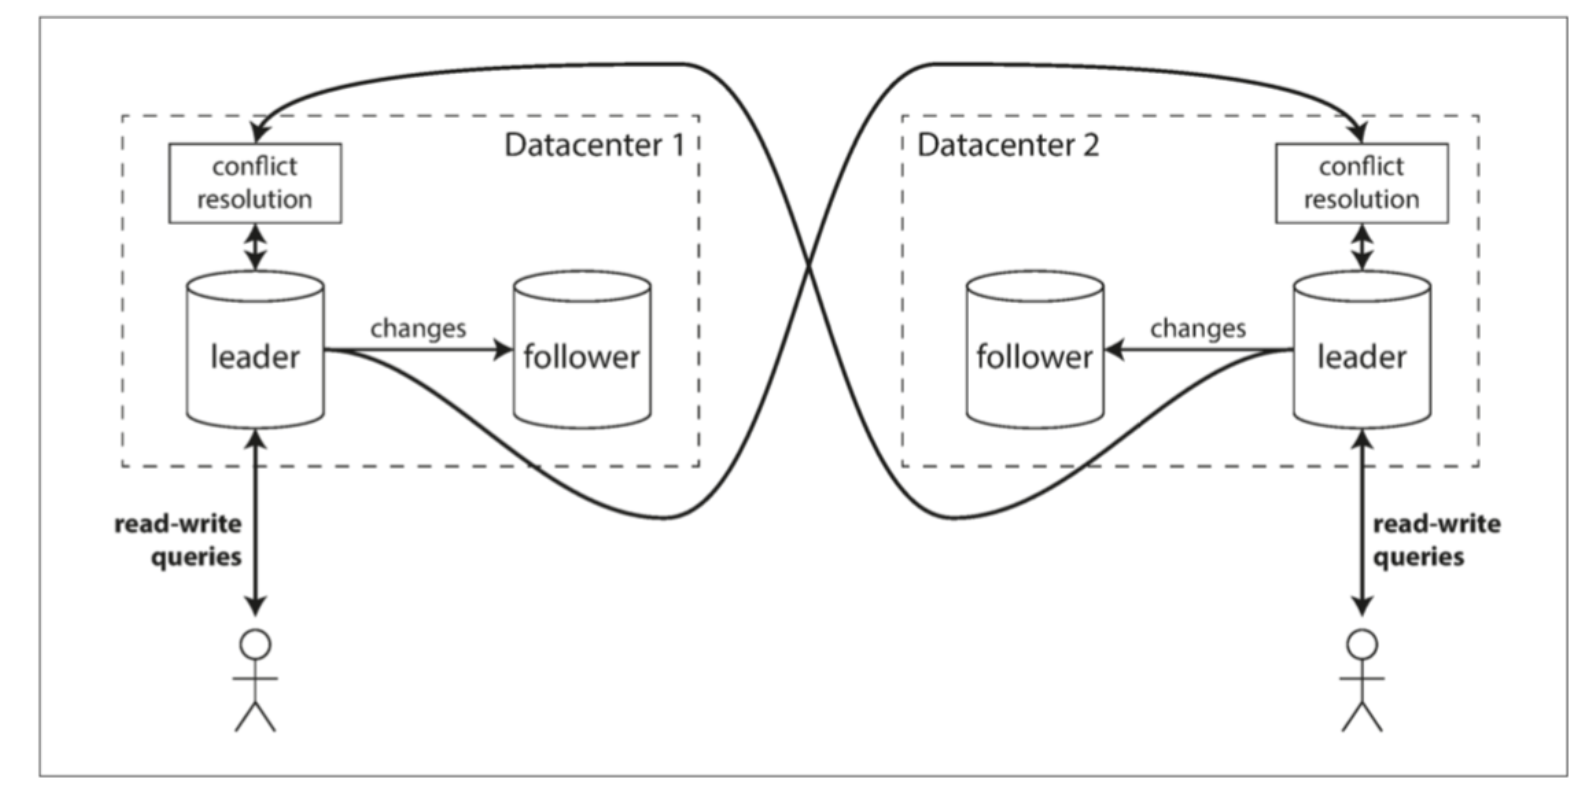 Datacenter 1
conflict
resolution
leader
changes
follower
read-write
queries
Datacenter 2
conflict
resolution
follower
changes
leader
read-write
queries